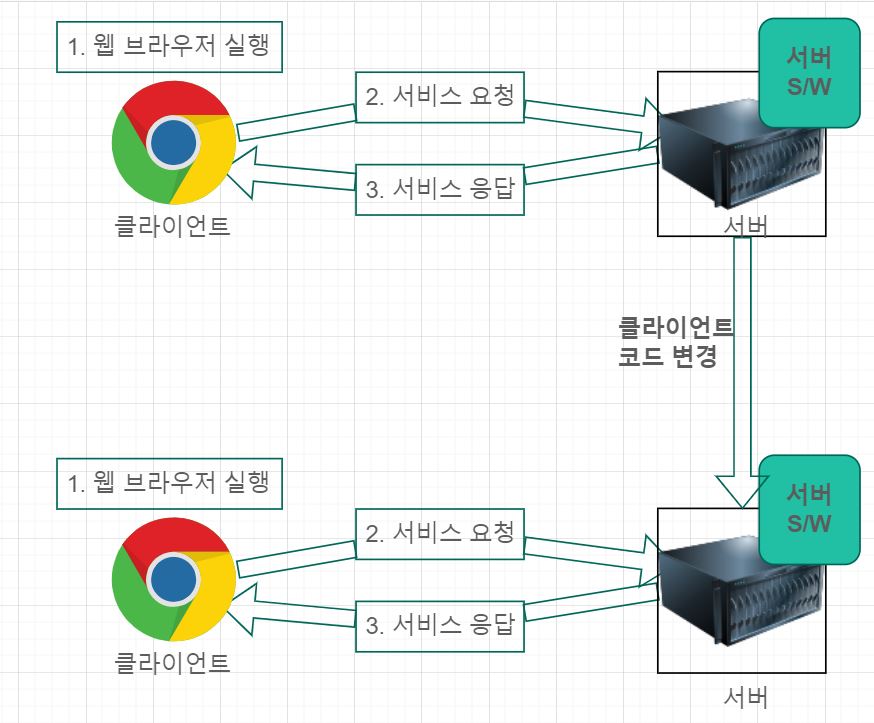 1. 웹 브라우저 실행
서버
S/W
2. 서비스 요청
3. 서비스 응답
클라이언트
서버
클라이언트
코드 변경
1. 웹 브라우저 실행
서버
S/W
2. 서비스 요청
3. 서비스 응답
클라이언트
서버